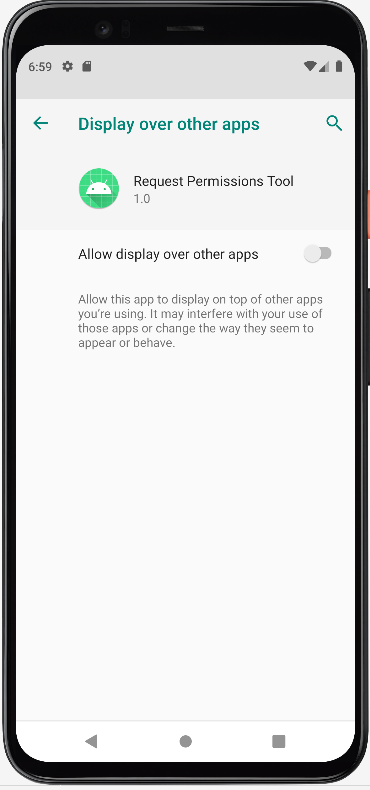 6:59
Display over other apps
Request Permissions Tool
1.0
Allow display over other apps
Allow this app to display on top of other apps
you're using. It may interfere with your use of
those apps or change the way they seem to
appear or behave.